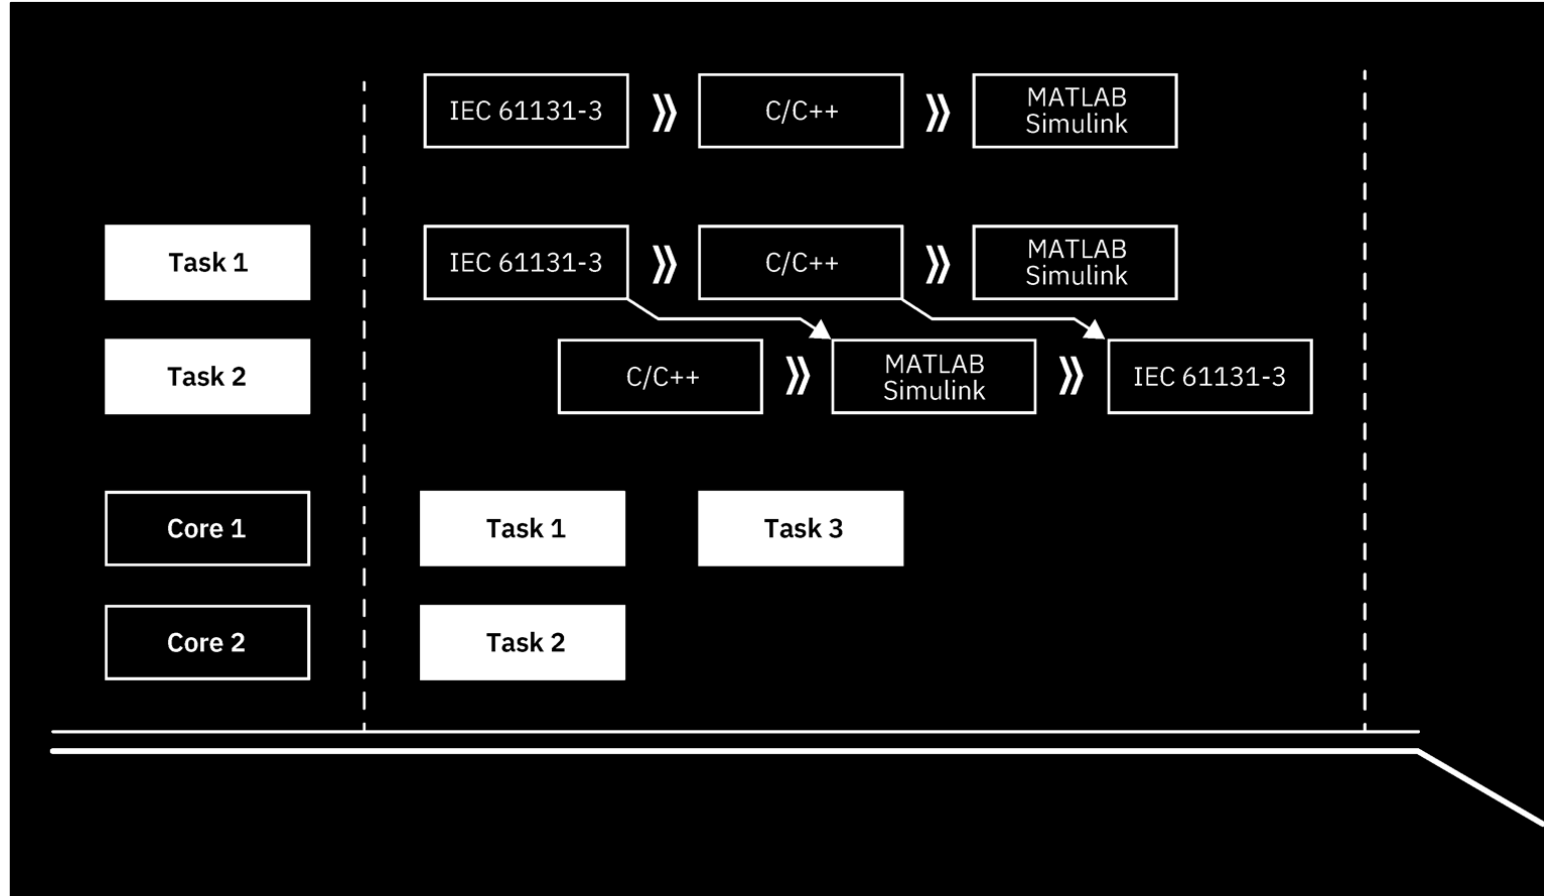 IEC 61131-3
C/C++
MATLAB
Simulink
Task 1
IEC 61131-3
C/C++
MATLAB
Simulink
Task 2
C/C++
MATLAB
Simulink
IEC 61131-3
Core 1
Task 1
Task 3
Core 2
Task 2